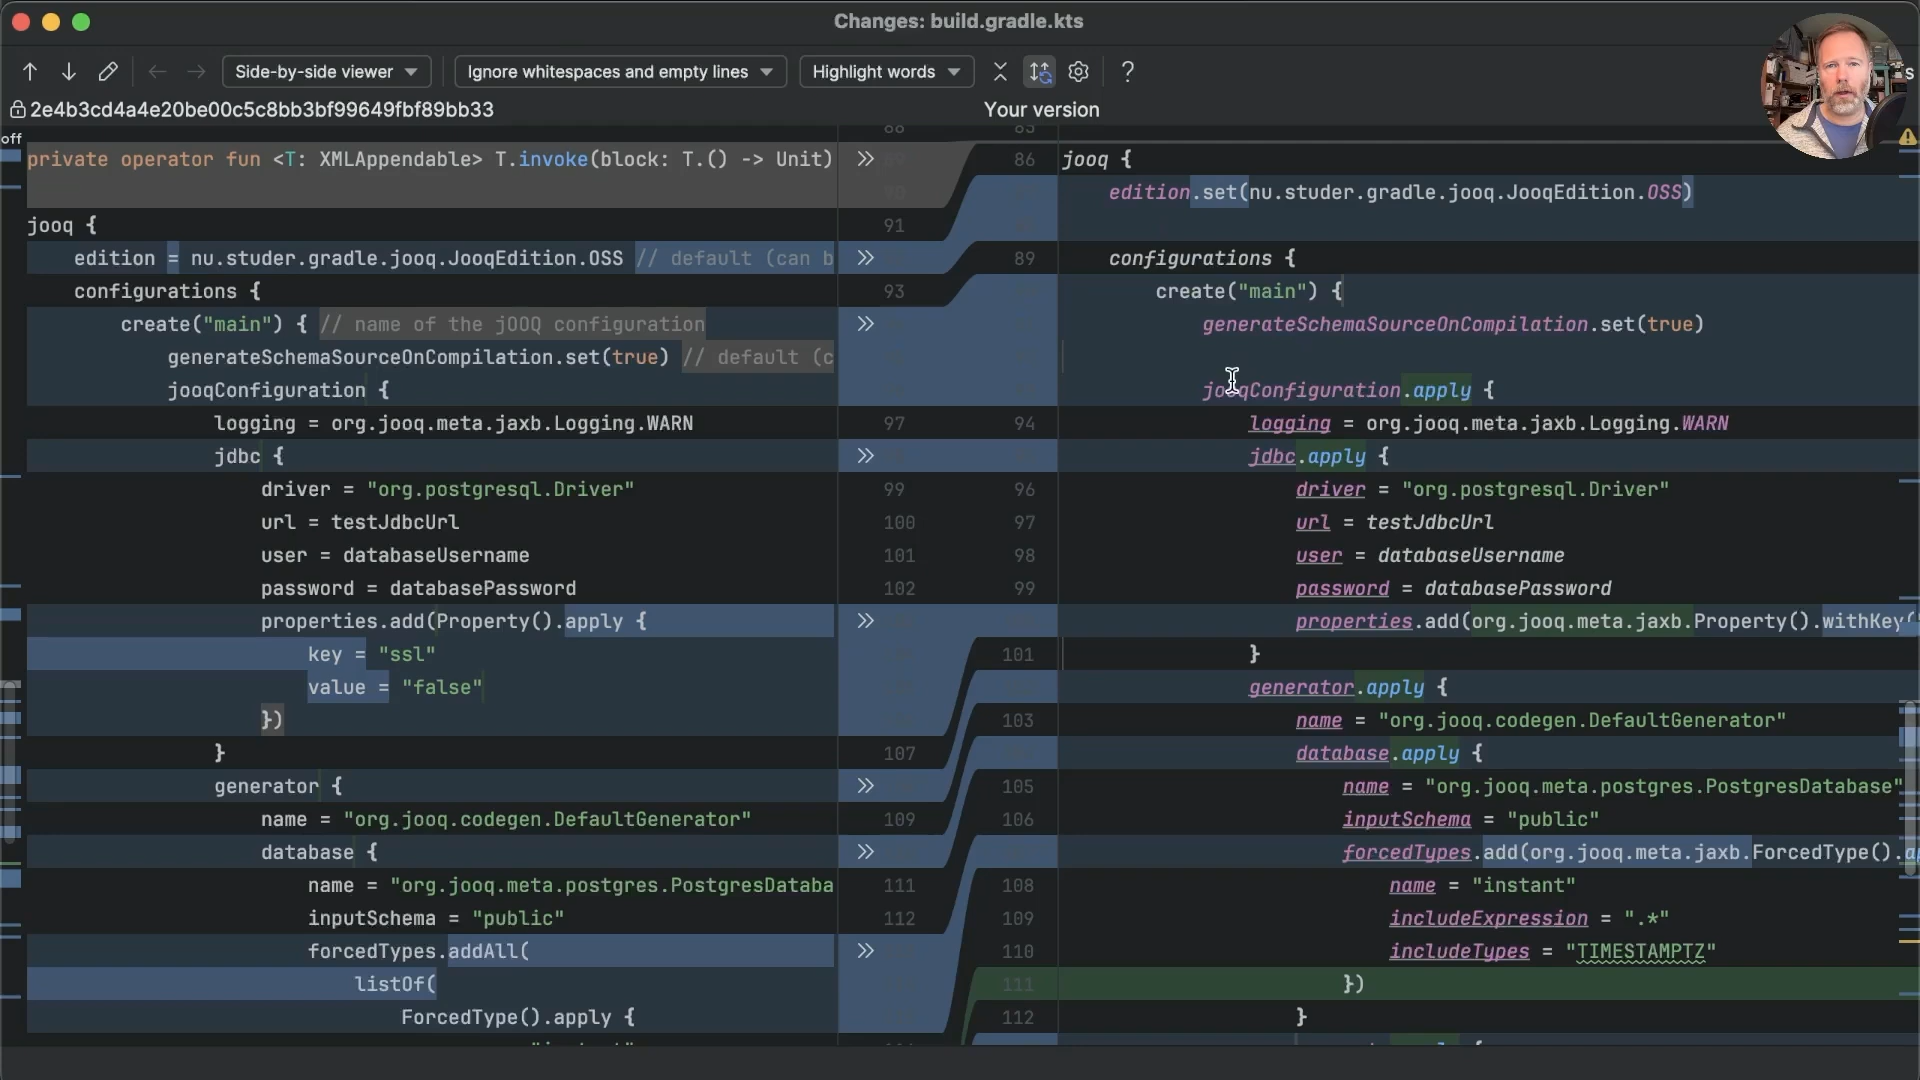 Changes: build.gradle.kts
Side-by-side viewer
Ignore whitespaces and empty lines
Highlight words
?
2e4b3cd4a4e20be00c5c8bb3bf99649fbf89bb33
Your version
off
private operator fun <T: XMLAppendable> T.invoke(block: T.() -> Unit)
jooq {
91
edition = nu.studer.gradle.jooq.JooqEdition.OSS // default (can b
configurations {
93
create("main") { // name of the jOOQ configuration
generateSchemaSourceOnCompilation.set(true) // default (c
jooqConfiguration {
logging = org.jooq.meta.jaxb.Logging.WARN
97
jdbc {
driver = "org.postgresql.Driver"
99
url = testJdbcUrl
100
user = databaseUsername
101
password = databasePassword
102
properties.add(Property().apply {
key = "ssl"
value = "false"
})
}
107
generator {
name = "org.jooq.codegen.DefaultGenerator"
109
database {
name = "org.jooq.meta.postgres.PostgresDataba
111
inputSchema = "public"
112
forcedTypes.addAll(
listOf(
ForcedType().apply {
86
jooq {
edition.set(nu.studer.gradle.jooq.JooqEdition.OSS)
89
configurations {
create("main") {
generateSchemaSourceOnCompilation.set(true)
jooqConfiguration.apply {
94
logging = org.jooq.meta.jaxb.Logging.WARN
jdbc.apply {
96
driver = "org.postgresql.Driver"
97
url = testJdbcUrl
98
user = databaseUsername
99
password = databasePassword
properties.add(org.jooq.meta.jaxb.Property().withKey(
101
}
generator.apply {
103
name = "org.jooq.codegen.DefaultGenerator"
database.apply {
105
name = "org.jooq.meta.postgres.PostgresDatabase"
106
inputSchema = "public"
forcedTypes.add(org.jooq.meta.jaxb.ForcedType().a
108
name = "instant"
109
includeExpression = ".*"
110
includeTypes = "TIMESTAMPTZ"
111
})
112
}